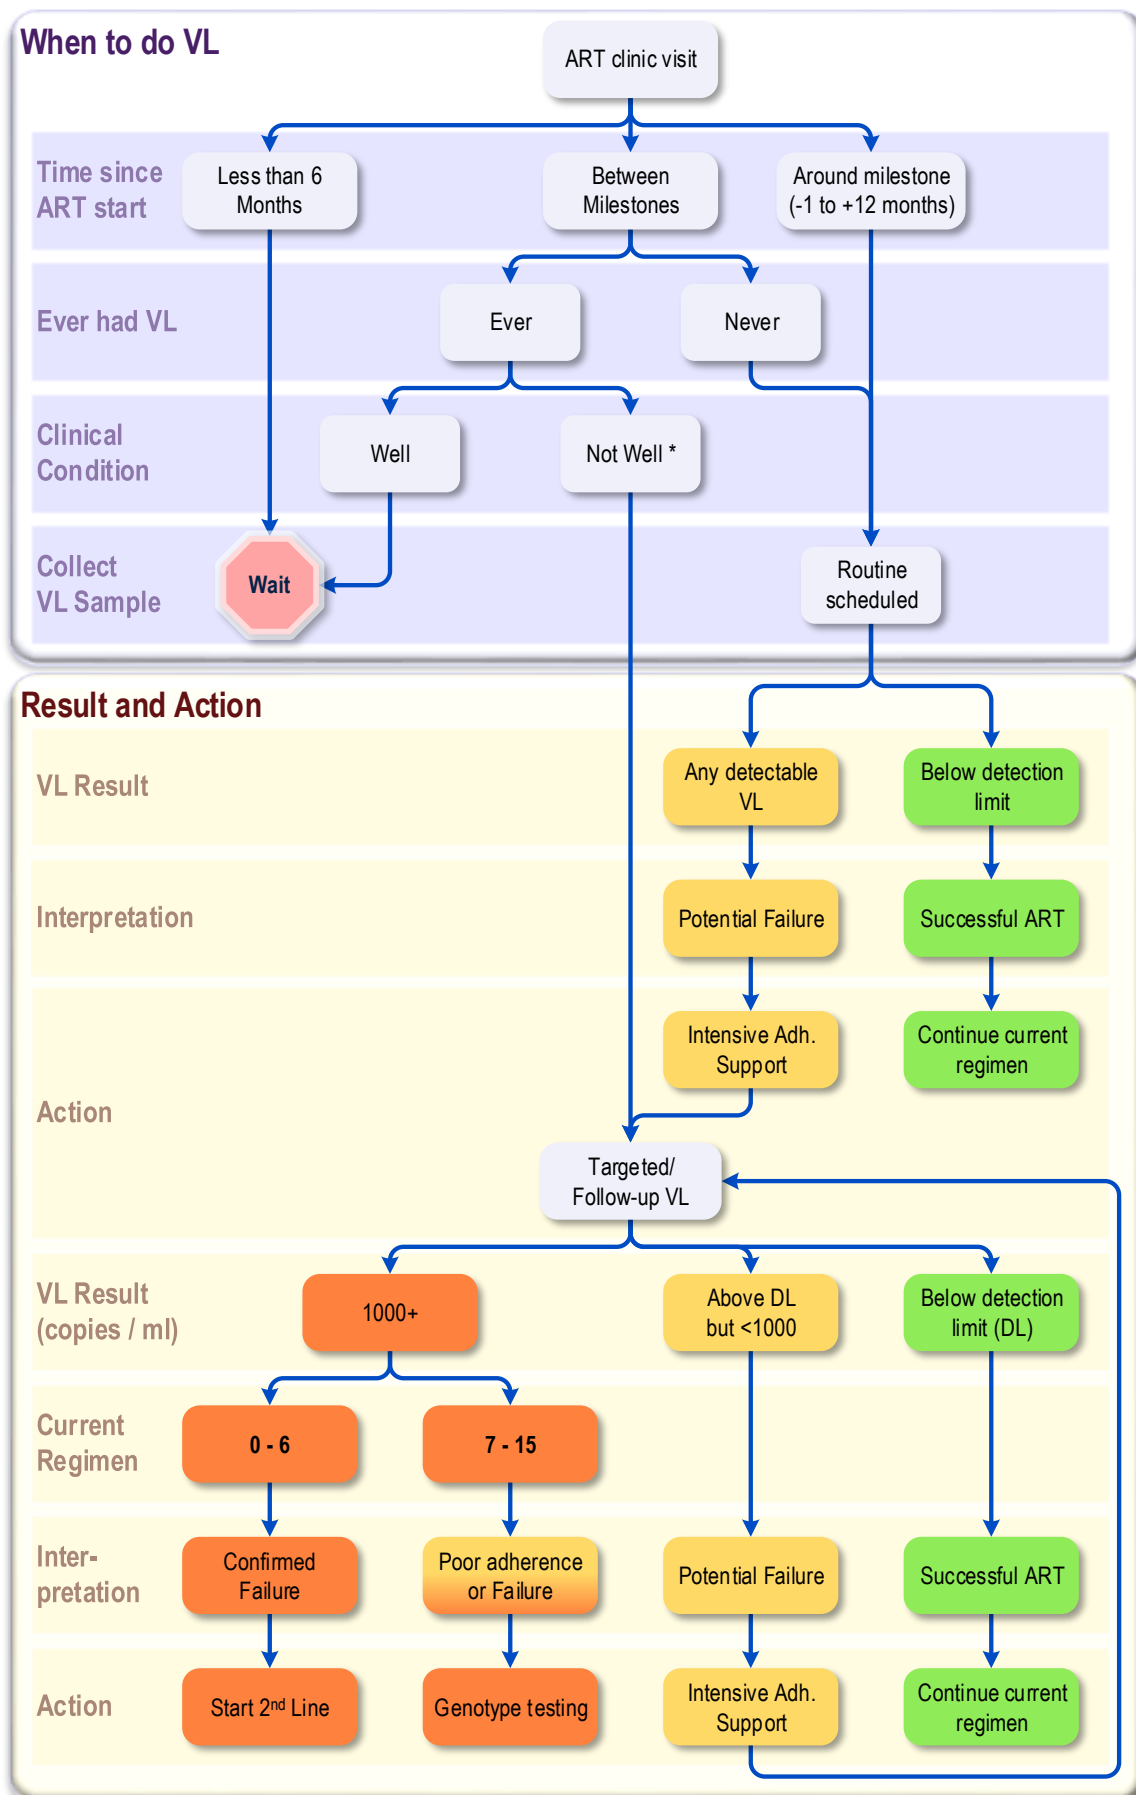 When to do VL
ART clinic visit
Time since
ART start
Less than 6
Months
Between
Milestones
Around milestone
(-1 to +12 months)
Ever had VL
Ever
Never
Clinical
Condition
Well
Not Well *
Collect
VL Sample
Wait
Routine
scheduled
Result and Action
VL Result
Any detectable
VL
Below detection
limit
Interpretation
Potential Failure
Successful ART
Action
Intensive Adh.
Support
Continue current
regimen
Targeted/
Follow-up VL
VL Result
(copies / ml)
1000+
Above DL
but <1000
Below detection
limit (DL)
Current
Regimen
0 - 6
7 - 15
Inter-
pretation
Confirmed
Failure
Poor adherence
or Failure
Potential Failure
Successful ART
Action
Start 2nd Line
Genotype testing
Intensive Adh.
Support
Continue current
regimen